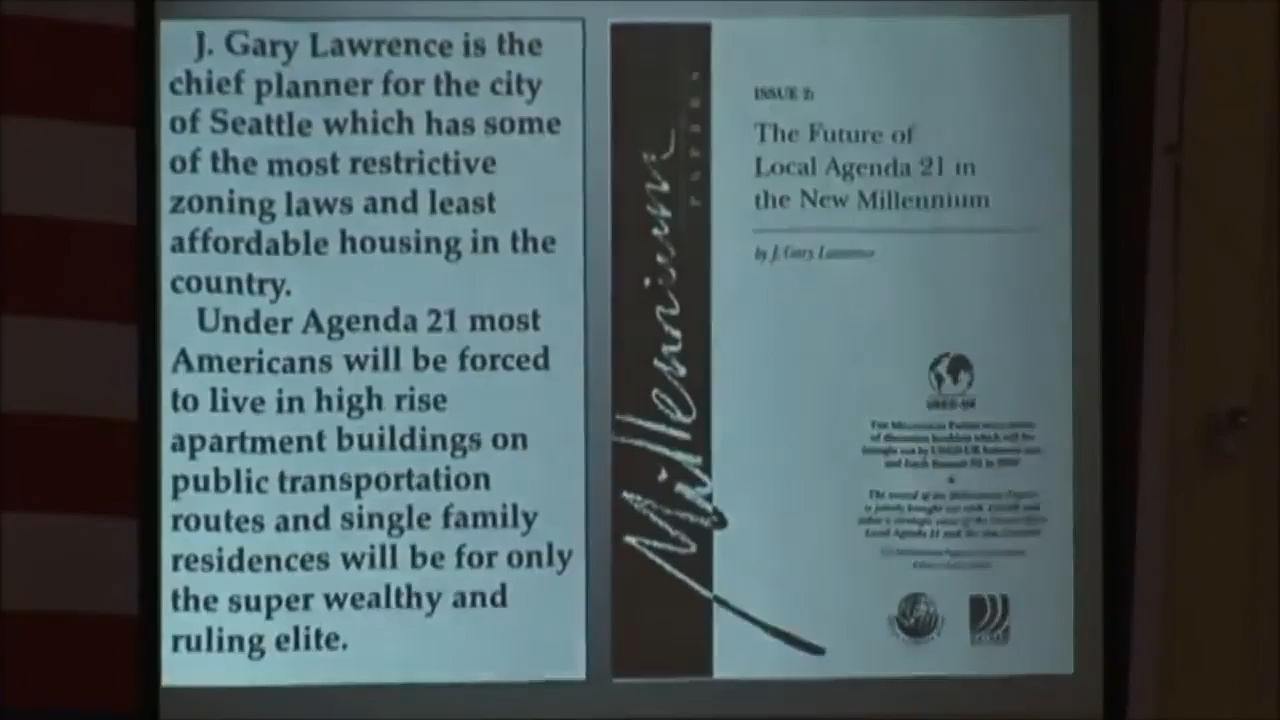 J. Gary Lawrence is the
chief planner for the city
of Seattle which has some
of the most restrictive
zoning laws and least
affordable housing in the
country.
Under Agenda 21 most
Americans will be forced
to live in high rise
apartment buildings on
public transportation
routes and single family
residences will be for only
the super wealthy and
ruling elite.
Millennium
PAPERS
ISSUE 2:
The Future of
Local Agenda 21 in
the New Millennium
by J. Gary Lawrence
UNED-UK